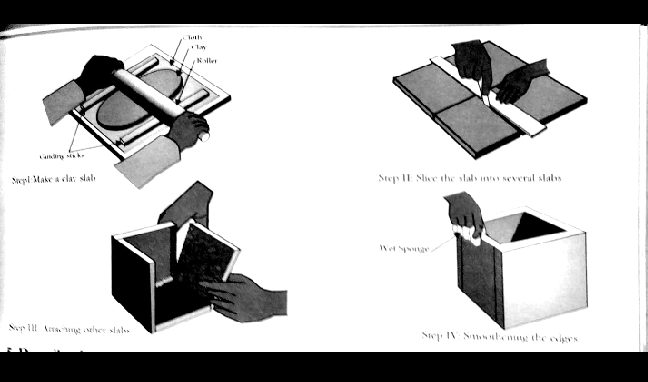 Cloth
Clay
Roller
Guiding sticks
Step I: Make a clay slab
Step II: Slice the slab into several slabs
Wet Sponge
Step III: Attaching other slabs
Step IV: Smoothening the edges